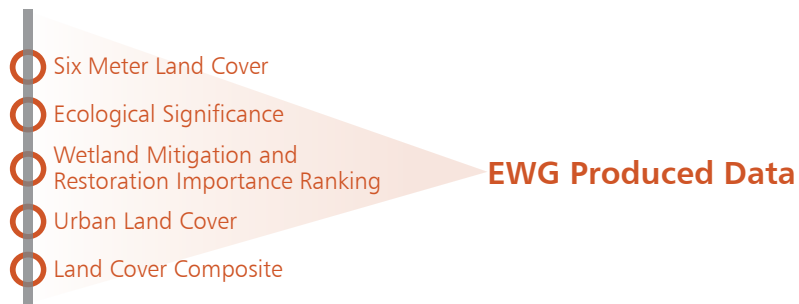 Six Meter Land Cover
Ecological Significance
Wetland Mitigation and
Restoration Importance Ranking
EWG Produced Data
Urban Land Cover
Land Cover Composite